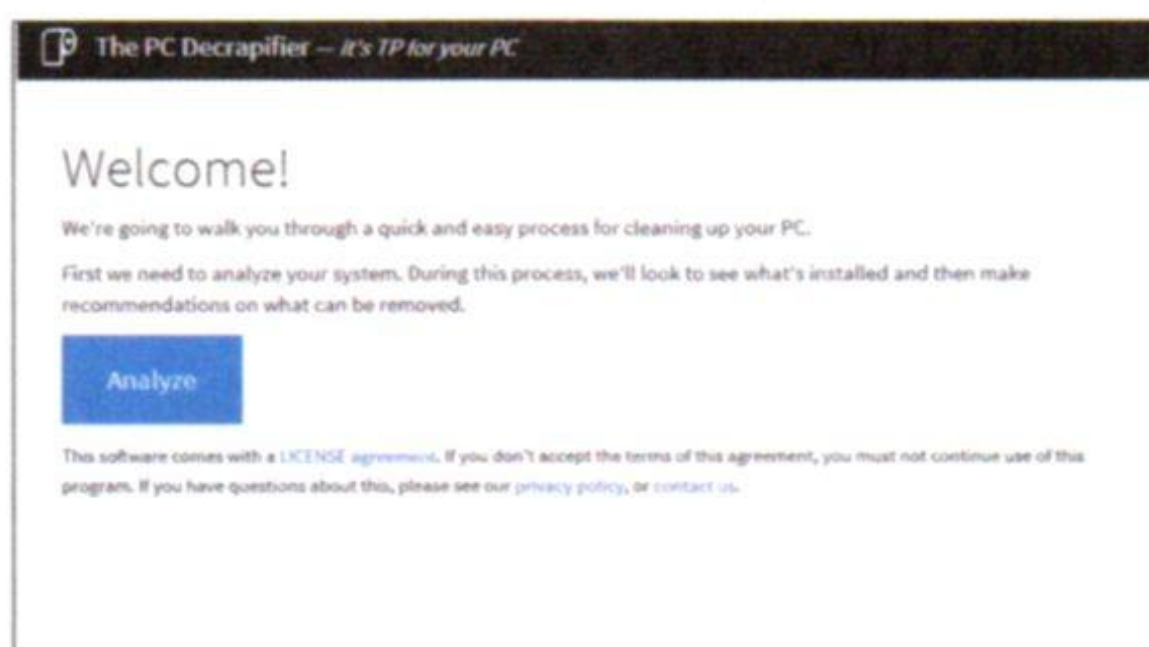 The PC Decrapifier — it's TP for your PC
Welcome!
We're going to walk you through a quick and easy process for cleaning up your PC.
First we need to analyze your system. During this process, we'll look to see what's installed and then make
recommendations on what can be removed.
Analyze
This software comes with a LICENSE agreement. If you don't accept the terms of this agreement, you must not continue use of this
program. If you have questions about this, please see our privacy policy, or contact us.